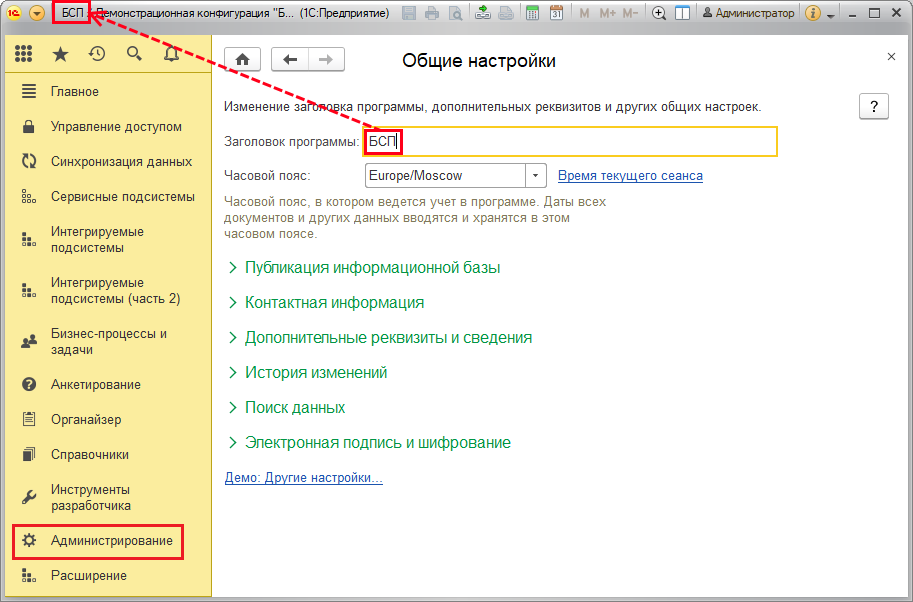 БСП - Демонстрационная конфигурация "Б... (1С:Предприятие)
31
M M+ M-
Администратор
Главное
Управление доступом
Синхронизация данных
Сервисные подсистемы
Интегрируемые
подсистемы
Интегрируемые
подсистемы (часть 2)
Бизнес-процессы и
задачи
Анкетирование
Органайзер
Справочники
Инструменты
разработчика
Администрирование
Расширение
Общие настройки
Изменение заголовка программы, дополнительных реквизитов и других общих настроек.
?
Заголовок программы: БСП
Часовой пояс: Europe/Moscow Время текущего сеанса
Часовой пояс, в котором ведется учет в программе. Даты всех
документов и других данных вводятся и хранятся в этом
часовом поясе.
Публикация информационной базы
Контактная информация
Дополнительные реквизиты и сведения
История изменений
Поиск данных
Электронная подпись и шифрование
Демо: Другие настройки...